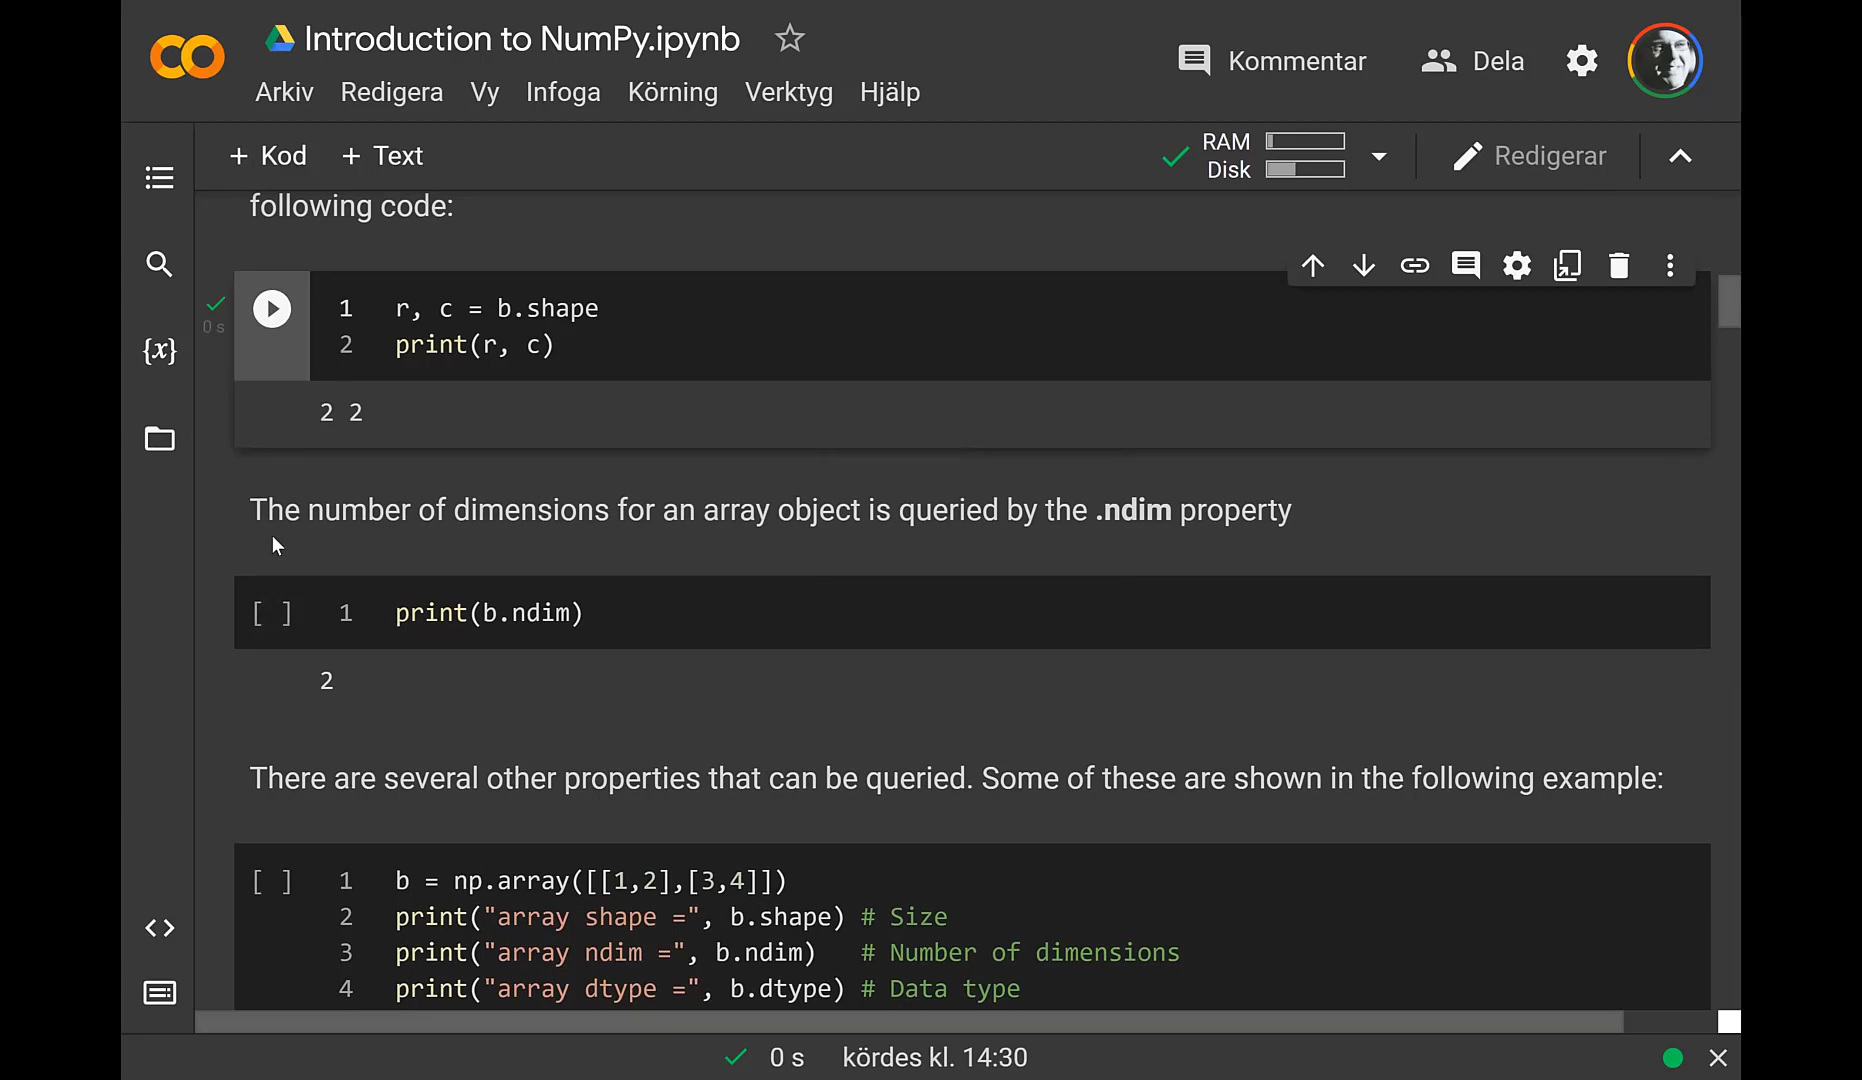 Introduction to NumPy.ipynb
Kommentar
Dela
Arkiv Redigera Vy Infoga Körning Verktyg Hjälp
+ Kod + Text
RAM
Disk
Redigerar
following code:
0 s
1 r, c = b.shape
2 print(r, c)
2 2
The number of dimensions for an array object is queried by the .ndim property
[ ] 1 print(b.ndim)
2
There are several other properties that can be queried. Some of these are shown in the following example:
[ ] 1 b = np.array([[1,2],[3,4]])
2 print("array shape =", b.shape) # Size
3 print("array ndim =", b.ndim) # Number of dimensions
4 print("array dtype =", b.dtype) # Data type
0 s kördes kl. 14:30